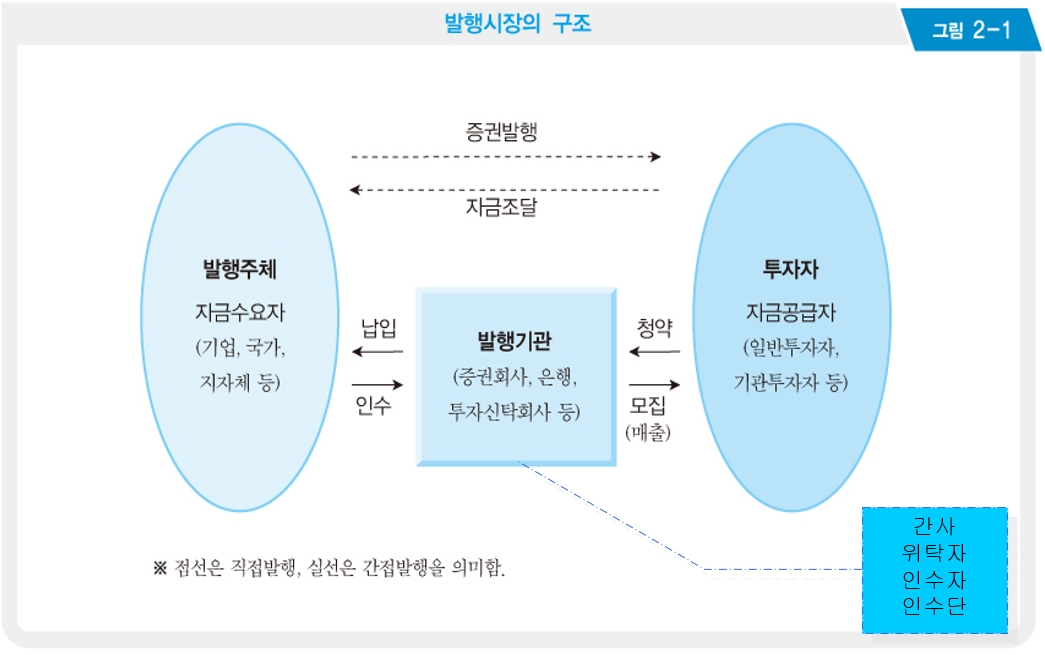 발행시장의 구조
그림 2-1
증권발행
자금조달
발행주체
자금수요자
(기업, 국가,
지자체 등)
납입
인수
발행기관
(증권회사, 은행,
투자신탁회사 등)
청약
모집
(매출)
투자자
자금공급자
(일반투자자,
기관투자자 등)
간사
위탁자
인수자
인수단
※ 점선은 직접발행, 실선은 간접발행을 의미함.